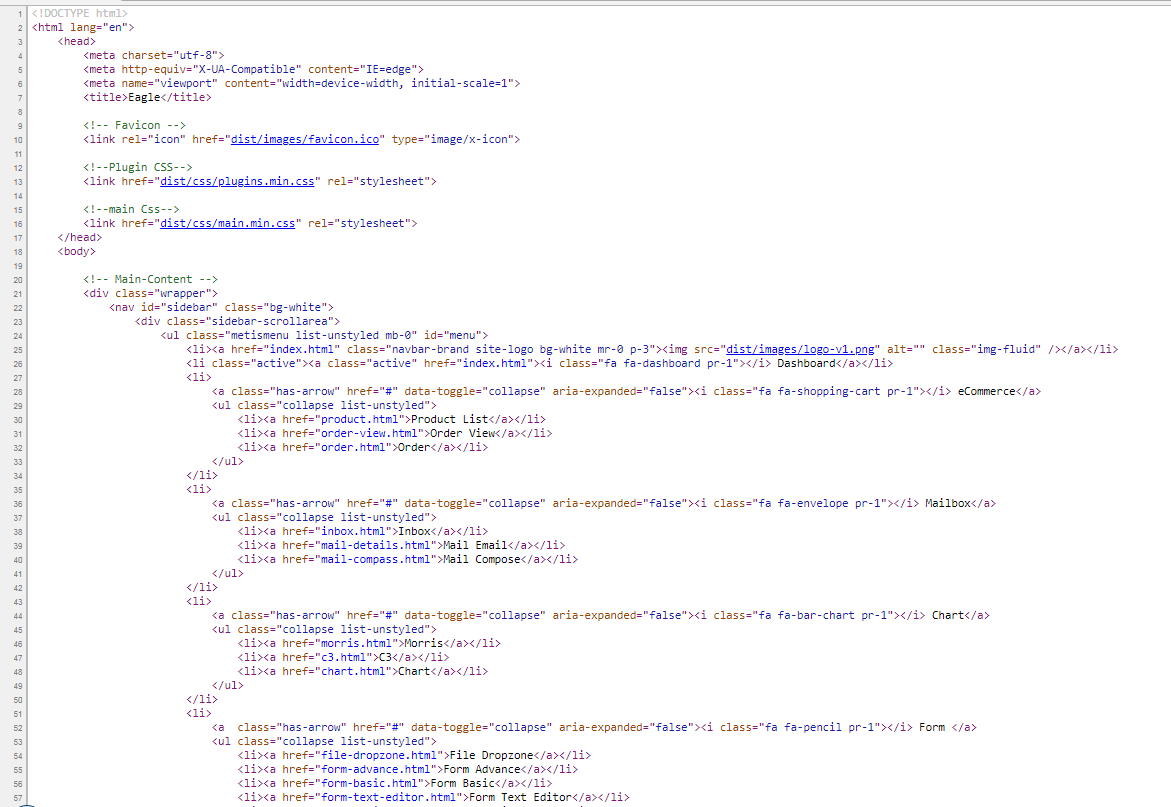 1 <!DOCTYPE html>
2 <html lang="en">
3 <head>
4 <meta charset="utf-8">
5 <meta http-equiv="X-UA-Compatible" content="IE=edge">
6 <meta name="viewport" content="width=device-width, initial-scale=1">
7 <title>Eagle</title>
8
9 <!-- Favicon -->
10 <link rel="icon" href="dist/images/favicon.ico" type="image/x-icon">
11
12 <!--Plugin CSS-->
13 <link href="dist/css/plugins.min.css" rel="stylesheet">
14
15 <!--main Css-->
16 <link href="dist/css/main.min.css" rel="stylesheet">
17 </head>
18 <body>
19
20 <!-- Main-Content -->
21 <div class="wrapper">
22 <nav id="sidebar" class="bg-white">
23 <div class="sidebar-scrollarea">
24 <ul class="metismenu list-unstyled mb-0" id="menu">
25 <li><a href="index.html" class="navbar-brand site-logo bg-white mr-0 p-3"><img src="dist/images/logo-v1.png" alt="" class="img-fluid" /></a></li>
26 <li class="active"><a class="active" href="index.html"><i class="fa fa-dashboard pr-1"></i> Dashboard</a></li>
27 <li>
28 <a class="has-arrow" href="#" data-toggle="collapse" aria-expanded="false"><i class="fa fa-shopping-cart pr-1"></i> eCommerce</a>
29 <ul class="collapse list-unstyled">
30 <li><a href="product.html">Product List</a></li>
31 <li><a href="order-view.html">Order View</a></li>
32 <li><a href="order.html">Order</a></li>
33 </ul>
34 </li>
35 <li>
36 <a class="has-arrow" href="#" data-toggle="collapse" aria-expanded="false"><i class="fa fa-envelope pr-1"></i> Mailbox</a>
37 <ul class="collapse list-unstyled">
38 <li><a href="inbox.html">Inbox</a></li>
39 <li><a href="mail-details.html">Mail Email</a></li>
40 <li><a href="mail-compass.html">Mail Compose</a></li>
41 </ul>
42 </li>
43 <li>
44 <a class="has-arrow" href="#" data-toggle="collapse" aria-expanded="false"><i class="fa fa-bar-chart pr-1"></i> Chart</a>
45 <ul class="collapse list-unstyled">
46 <li><a href="morris.html">Morris</a></li>
47 <li><a href="c3.html">C3</a></li>
48 <li><a href="chart.html">Chart</a></li>
49 </ul>
50 </li>
51 <li>
52 <a  class="has-arrow" href="#" data-toggle="collapse" aria-expanded="false"><i class="fa fa-pencil pr-1"></i> Form </a>
53 <ul class="collapse list-unstyled">
54 <li><a href="file-dropzone.html">File Dropzone</a></li>
55 <li><a href="form-advance.html">Form Advance</a></li>
56 <li><a href="form-basic.html">Form Basic</a></li>
57 <li><a href="form-text-editor.html">Form Text Editor</a></li>